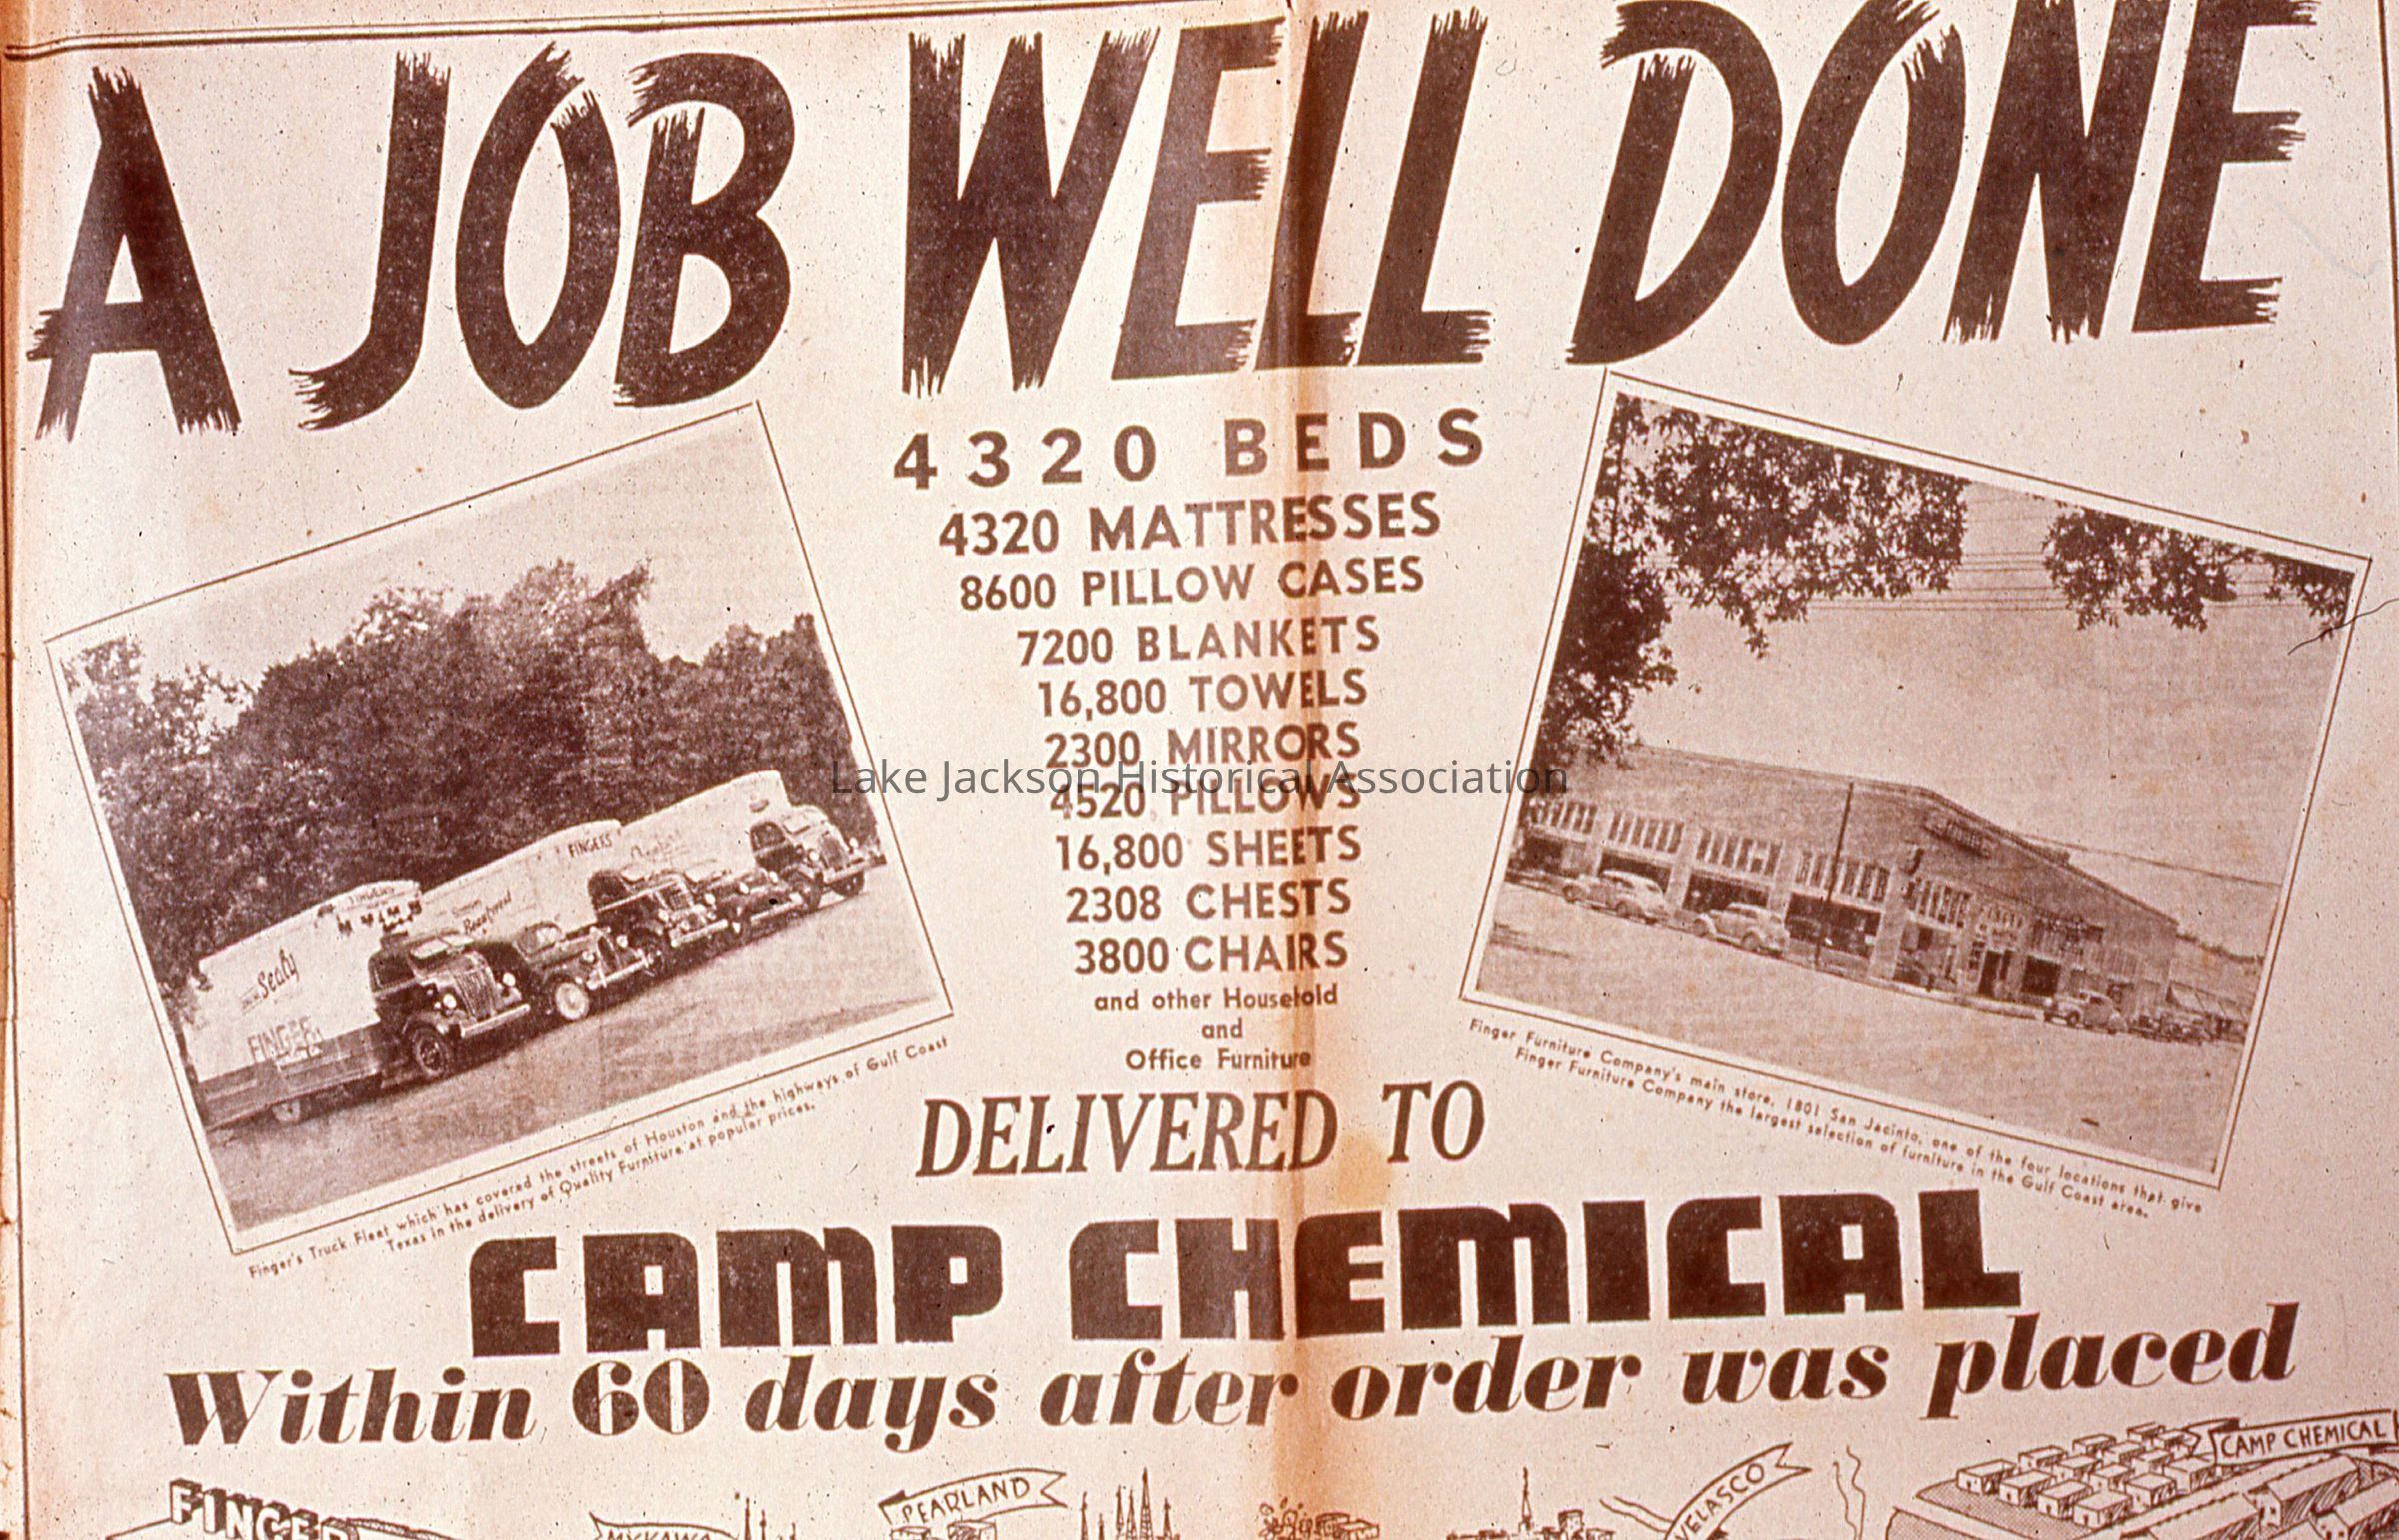 A JOB WELL DONE
4320 BEDS
4320 MATTRESSES
8600 PILLOW CASES
7200 BLANKETS
16,800 TOWELS
2300 MIRRORS
Lake Jackson Historical Association
4520 PILLOWS
16,800 SHEETS
2308 CHESTS
3800 CHAIRS
and other Household
and
Office Furniture
Sealy
FINGER
FINGERS
Finger's Truck Fleet which has covered the streets of Houston and the highways of Gulf Coast
Texas in the delivery of Quality Furniture at popular prices.
Finger Furniture Company's main store, 1801 San Jacinto, one of the four locations that give
Finger Furniture Company the largest selection of furniture in the Gulf Coast area.
DELIVERED TO
CAMP CHEMICAL
Within 60 days after order was placed
FINGER
MYKAWA
PEARLAND
VELASCO
CAMP CHEMICAL